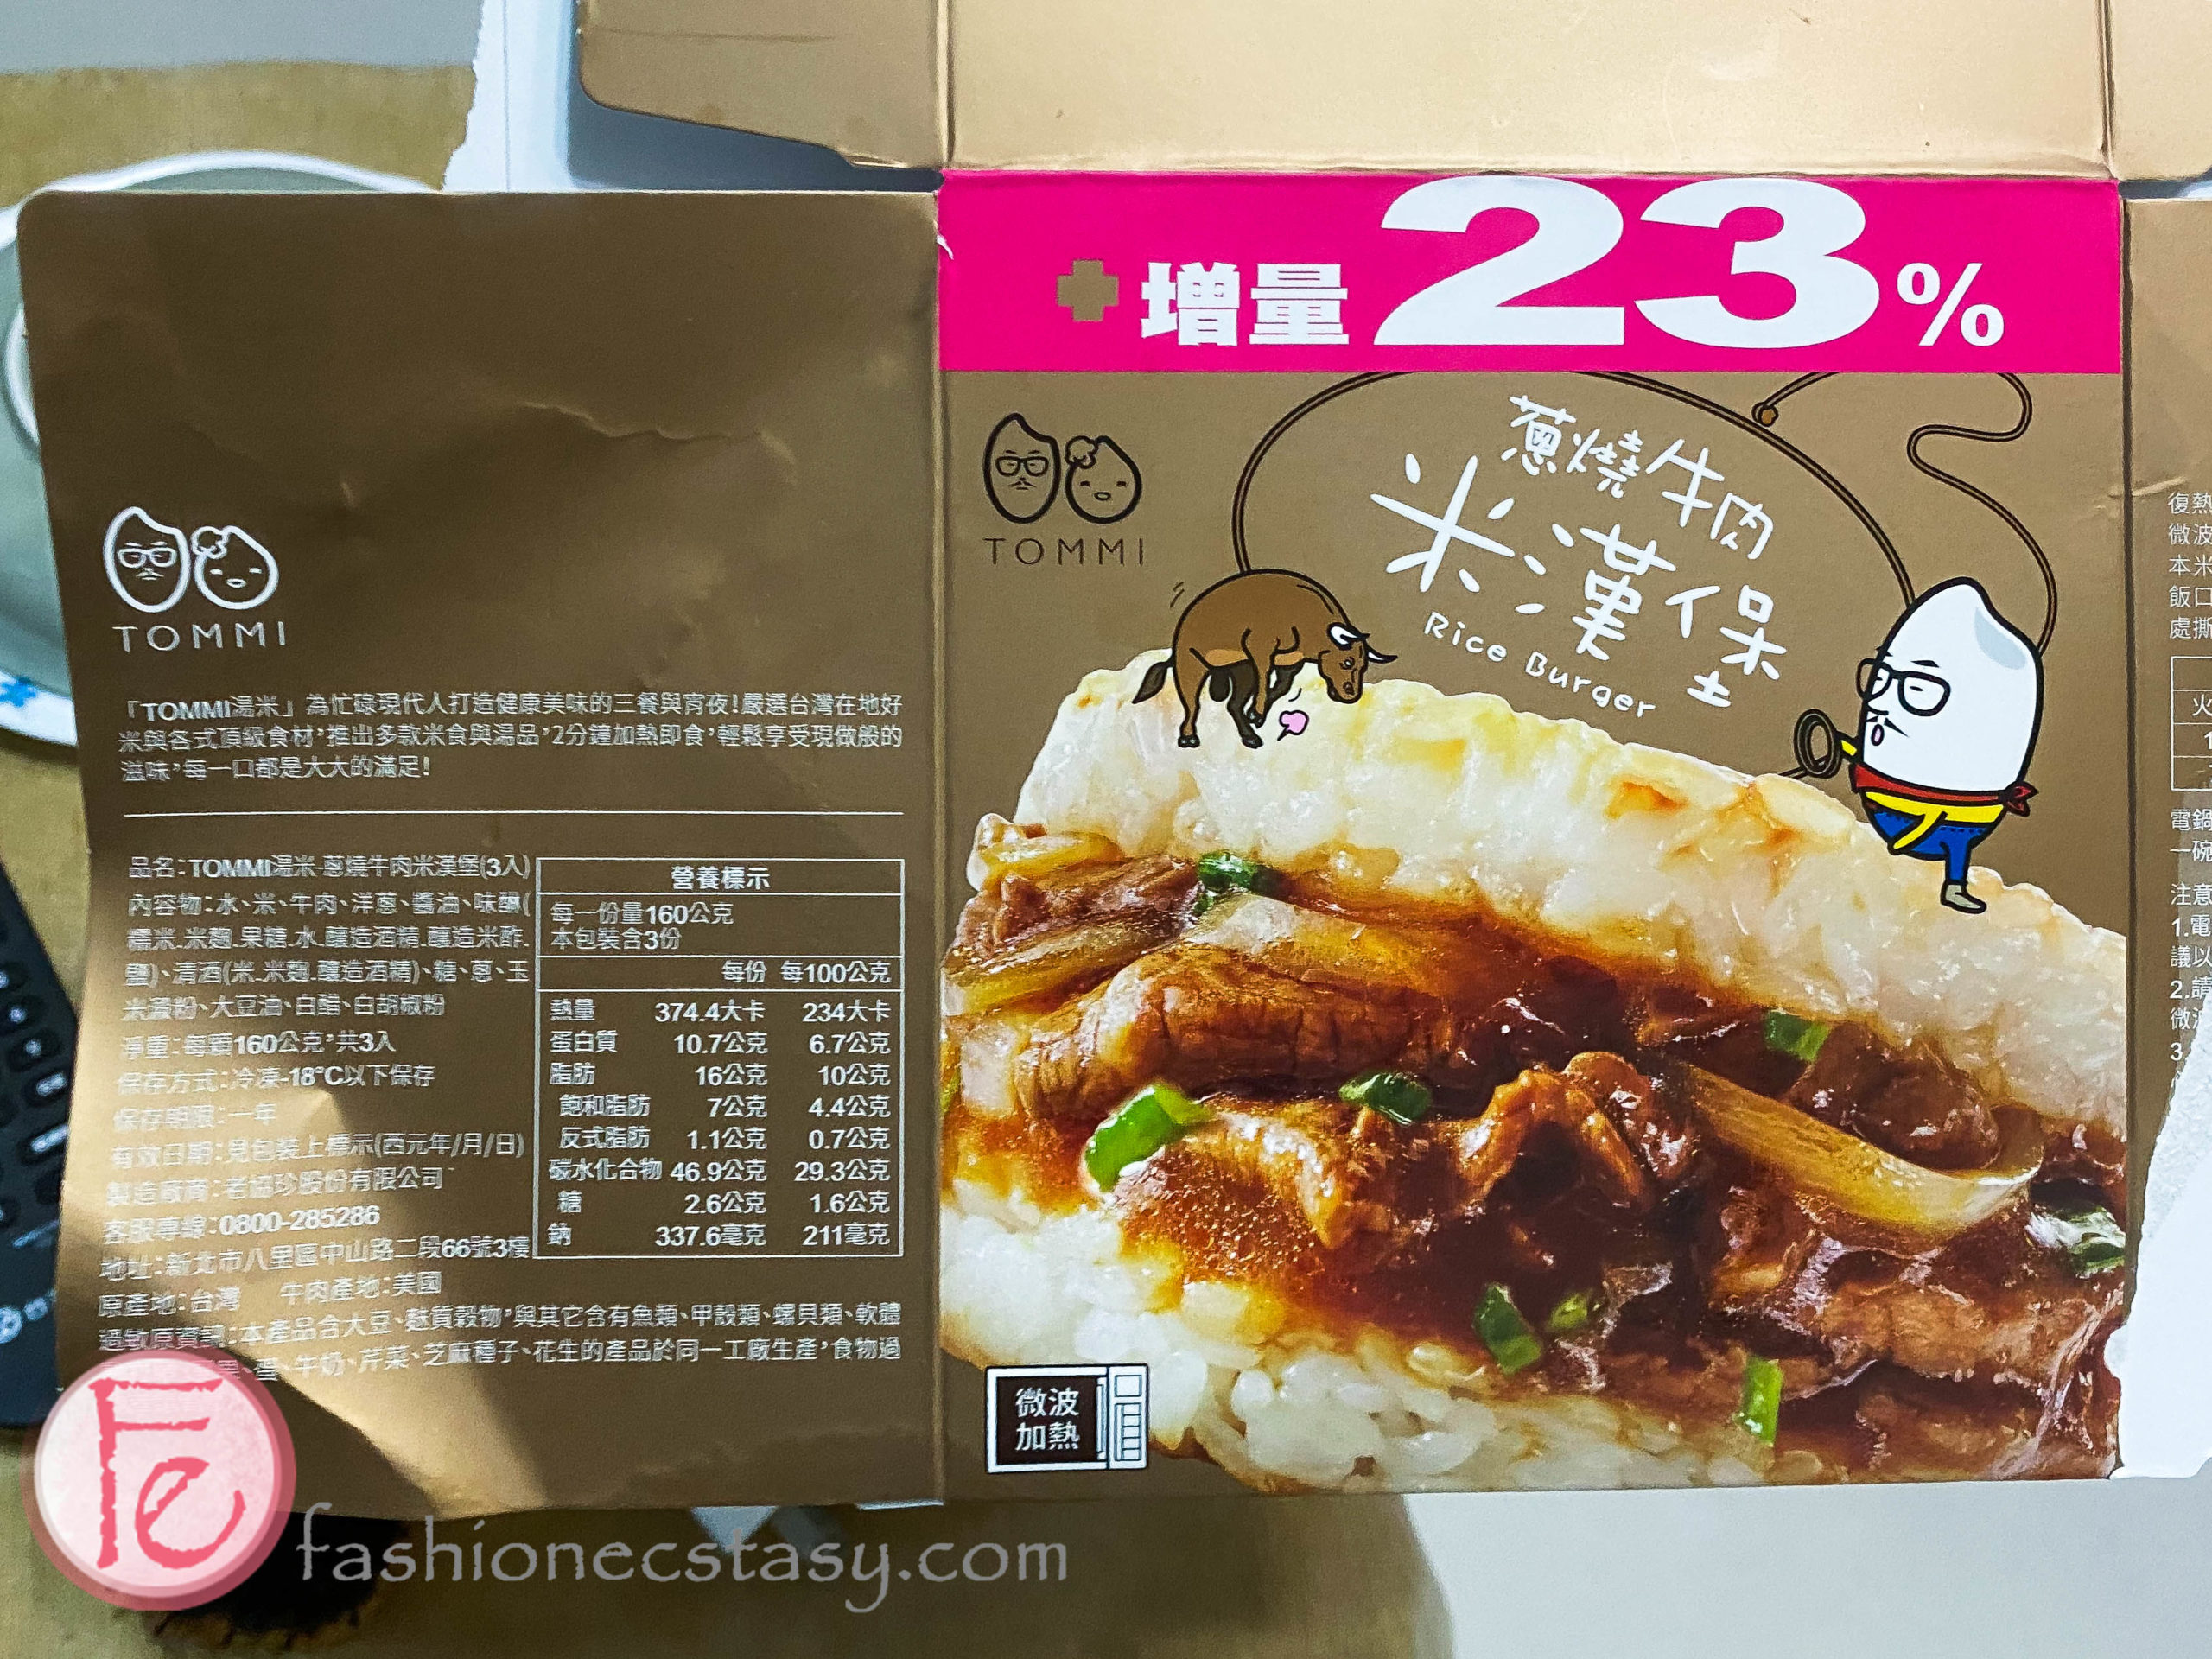 TOMMI
「TOMMI湯米」為忙碌現代人打造健康美味的三餐與宵夜!嚴選台灣在地好
米與各式頂級食材,推出多款米食與湯品,2分鐘加熱即食,輕鬆享受現做般的
滋味,每一口都是大大的滿足!
品名:TOMMI湯米-蔥燒牛肉米漢堡(3入)
內容物:水、米、牛肉、洋蔥、醬油、味醂(
糯米.米麴.果糖.水.釀造酒精.釀造米醋.
鹽)、清酒(米.米麴.釀造酒精)、糖、蔥、玉
米澱粉、大豆油、白醋、白胡椒粉
淨重:每顆160公克,共3入
保存方式:冷凍-18°C以下保存
保存期限:一年
有效日期:見包裝上標示(西元年/月/日)
製造廠商:老協珍股份有限公司
客服專線:0800-285286
地址:新北市八里區中山路二段66號3樓
原產地:台灣 牛肉產地:美國
過敏原資訊:本產品含大豆、麩質穀物,與其它含有魚類、甲殼類、螺貝類、軟體
蛋、牛奶、芹菜、芝麻種子、花生的產品於同一工廠生產,食物過
營養標示
每一份量160公克
本包裝含3份
每份 每100公克
熱量 374.4大卡 234大卡
蛋白質 10.7公克 6.7公克
脂肪 16公克 10公克
飽和脂肪 7公克 4.4公克
反式脂肪 1.1公克 0.7公克
碳水化合物 46.9公克 29.3公克
糖 2.6公克 1.6公克
鈉 337.6毫克 211毫克
+增量23%
TOMMI
蔥燒牛肉
米漢堡
Rice Burger
微波
加熱
復熱
微波
本米
飯口
處撕
火
1
電鍋
一碗
注意
1.電
議以
2.請
微波
3.
Fe
fashionecstasy.com